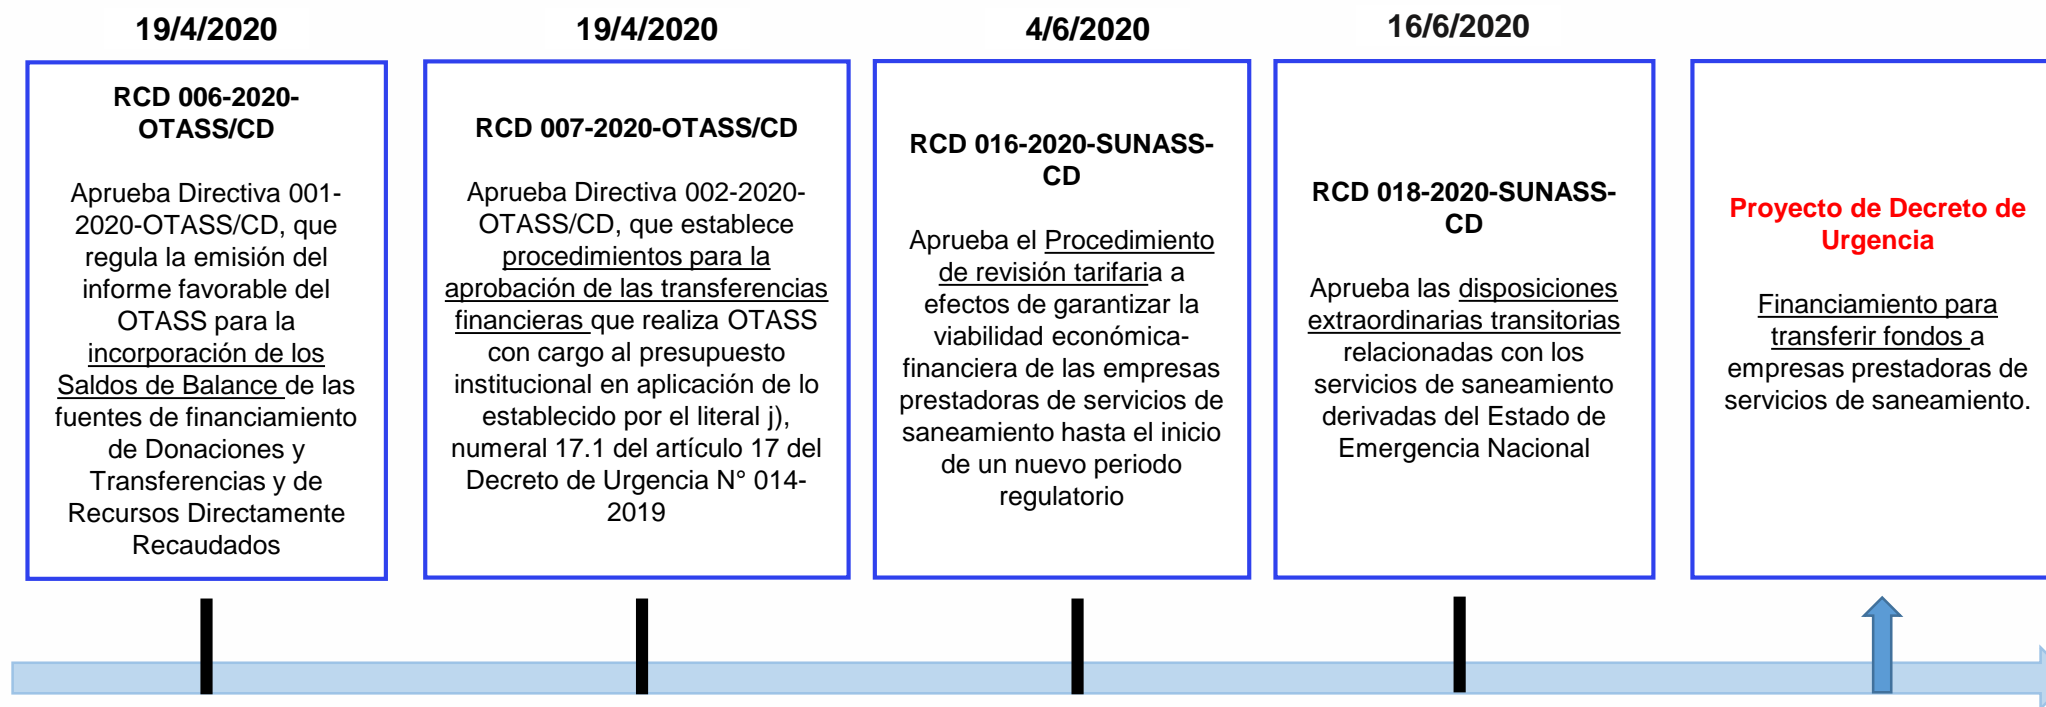 19/4/2020
RCD 006-2020-
OTASS/CD
Aprueba Directiva 001-
2020-OTASS/CD, que
regula la emisión del
informe favorable del
OTASS para la
incorporación de los
Saldos de Balance de las
fuentes de financiamiento
de Donaciones y
Transferencias y de
Recursos Directamente
Recaudados
19/4/2020
RCD 007-2020-OTASS/CD
Aprueba Directiva 002-2020-
OTASS/CD, que establece
procedimientos para la
aprobación de las transferencias
financieras que realiza OTASS
con cargo al presupuesto
institucional en aplicación de lo
establecido por el literal j),
numeral 17.1 del artículo 17 del
Decreto de Urgencia N° 014-
2019
4/6/2020
RCD 016-2020-SUNASS-
CD
Aprueba el Procedimiento
de revisión tarifaria a
efectos de garantizar la
viabilidad económica-
financiera de las empresas
prestadoras de servicios de
saneamiento hasta el inicio
de un nuevo periodo
regulatorio
16/6/2020
RCD 018-2020-SUNASS-
CD
Aprueba las disposiciones
extraordinarias transitorias
relacionadas con los
servicios de saneamiento
derivadas del Estado de
Emergencia Nacional
Proyecto de Decreto de
Urgencia
Financiamiento para
transferir fondos a
empresas prestadoras de
servicios de saneamiento.